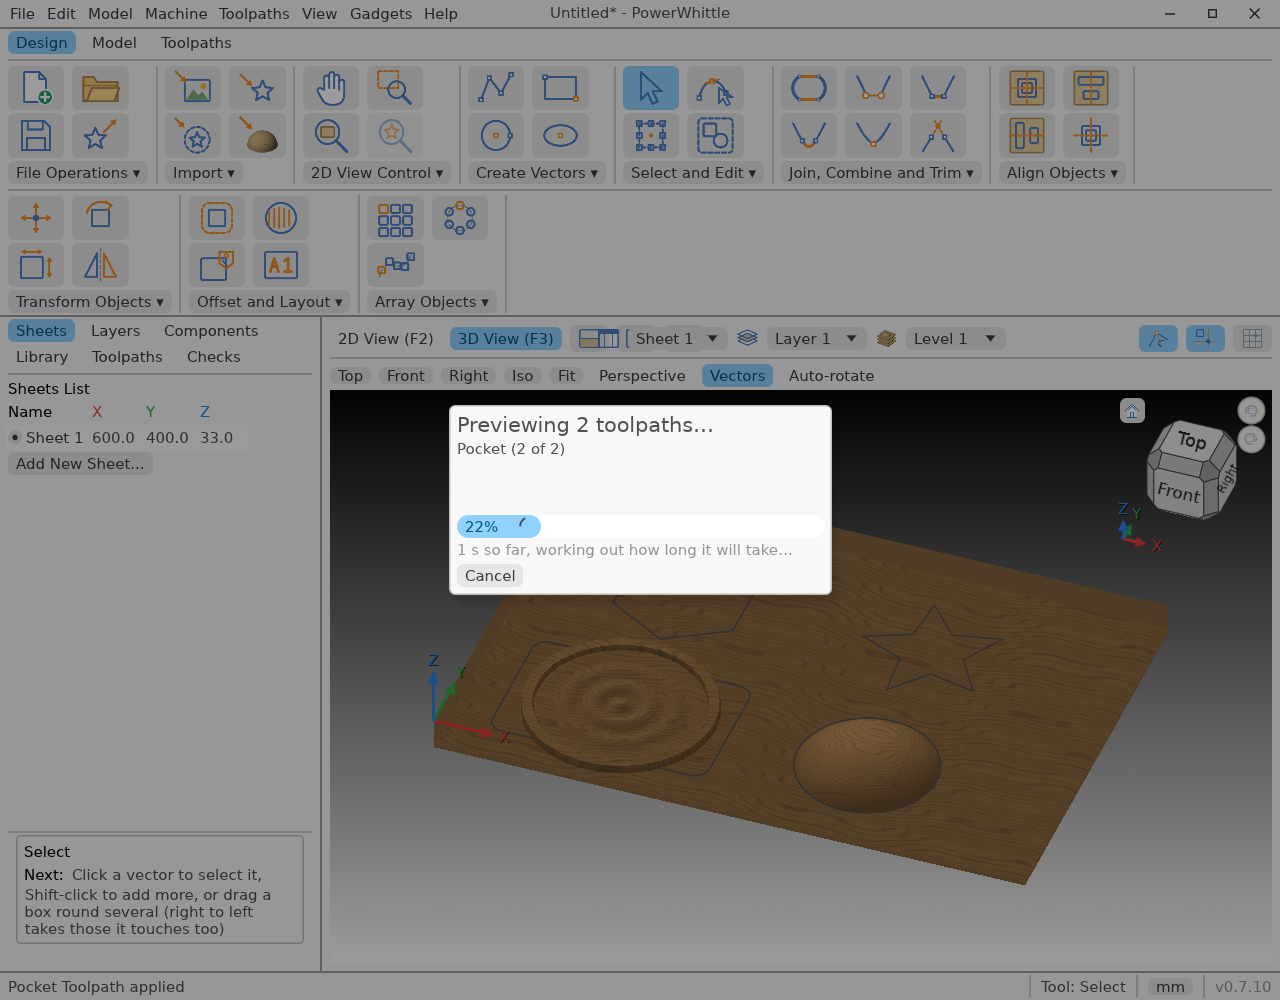 File Edit Model Machine Toolpaths View Gadgets Help
Untitled* - PowerWhittle
Design Model Toolpaths
File Operations ▾ Import ▾ 2D View Control ▾ Create Vectors ▾ Select and Edit ▾ Join, Combine and Trim ▾ Align Objects ▾
A1
Transform Objects ▾ Offset and Layout ▾ Array Objects ▾
Sheets Layers Components
Library Toolpaths Checks
Sheets List
Name X Y Z
Sheet 1 600.0 400.0 33.0
Add New Sheet...
2D View (F2) 3D View (F3) Sheet 1 Layer 1 Level 1
Top Front Right Iso Fit Perspective Vectors Auto-rotate
Previewing 2 toolpaths...
Pocket (2 of 2)
22%
1 s so far, working out how long it will take...
Cancel
Top
Front
Right
Z Y
X
Z
Y
X
Select
Next: Click a vector to select it,
Shift-click to add more, or drag a
box round several (right to left
takes those it touches too)
Pocket Toolpath applied
Tool: Select mm v0.7.10